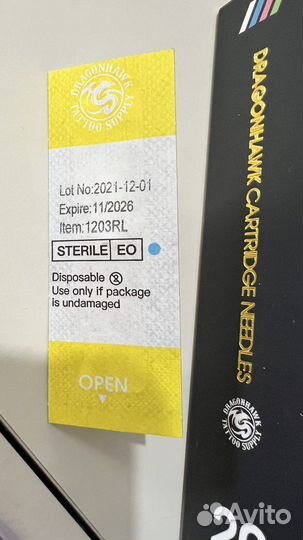 DRAGONHAWK
TATTOO SUPPLY
Lot No:2021-12-01
Expire:11/2026
Item:1203RL
STERILE EO
Disposable
Use only if package
is undamaged
OPEN
DRAGONHAWK CARTRIDGE NEEDLES
DRAGONHAWK
TATTOO SUPPLY
Avito